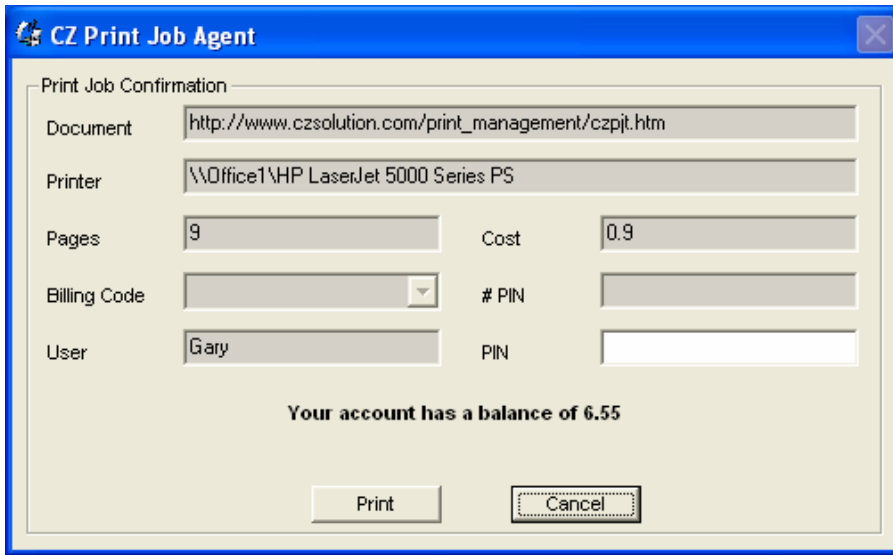 CZ Print Job Agent
Print Job Confirmation
Document http://www.czsolution.com/print_management/czpjt.htm
Printer \\Office1\HP LaserJet 5000 Series PS
Pages 9 Cost 0.9
Billing Code # PIN
User Gary PIN
Your account has a balance of 6.55
Print Cancel